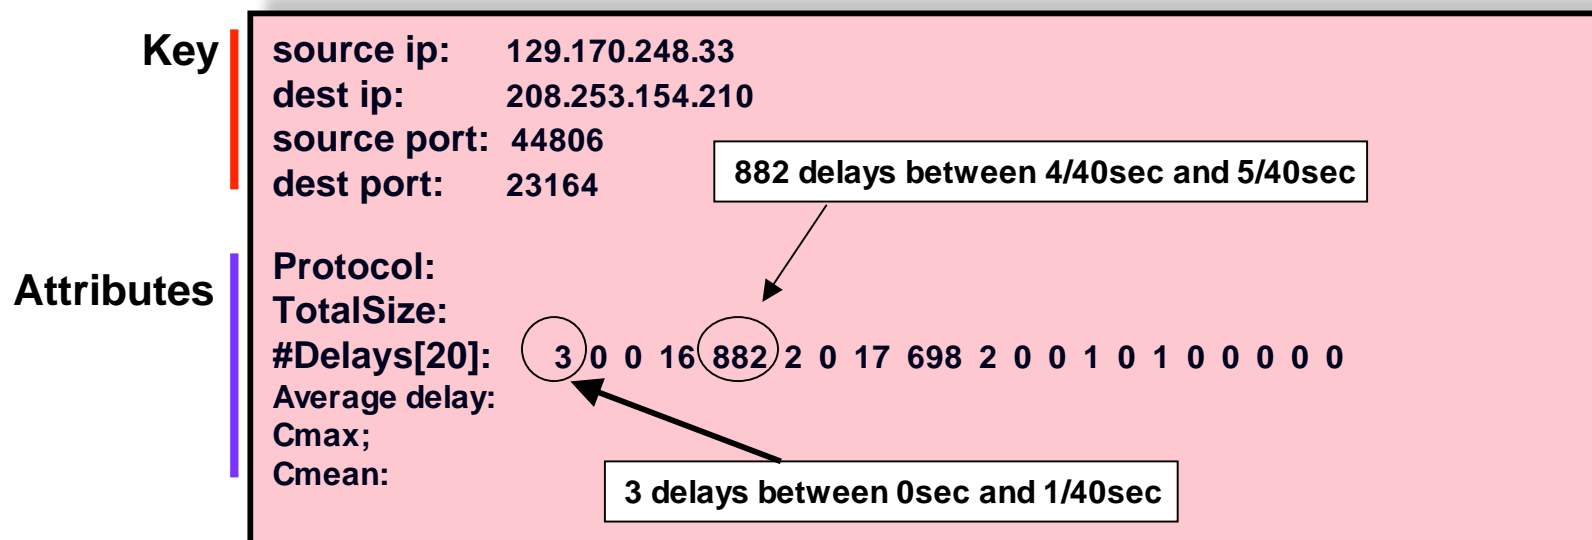 Key
source ip: 129.170.248.33
dest ip: 208.253.154.210
source port: 44806
dest port: 23164
882 delays between 4/40sec and 5/40sec
Attributes
Protocol:
TotalSize:
#Delays[20]: 3 0 0 16 882 2 0 17 698 2 0 0 1 0 1 0 0 0 0 0
Average delay:
Cmax;
Cmean:
3 delays between 0sec and 1/40sec